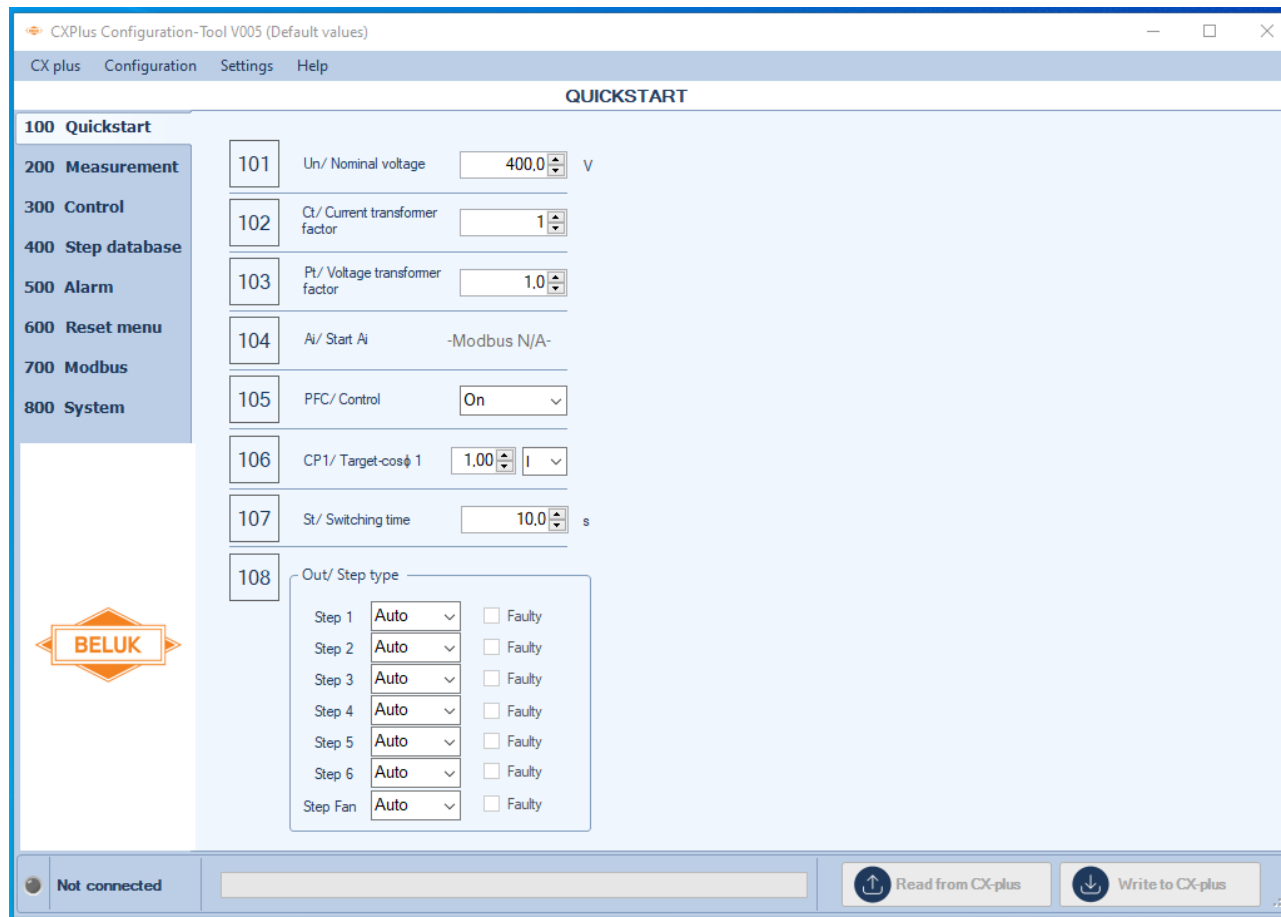 CXPlus Configuration-Tool V005 (Default values)
CX plus Configuration Settings Help
QUICKSTART
100 Quickstart
200 Measurement
300 Control
400 Step database
500 Alarm
600 Reset menu
700 Modbus
800 System
101 Un/ Nominal voltage 400,0 V
102 Ct/ Current transformer
factor 1
103 Pt/ Voltage transformer
factor 1,0
104 Ai/ Start Ai -Modbus N/A-
105 PFC/ Control On
106 CP1/ Target-cosϕ 1 1,00 I
107 St/ Switching time 10,0 s
108 Out/ Step type
Step 1 Auto Faulty
Step 2 Auto Faulty
Step 3 Auto Faulty
Step 4 Auto Faulty
Step 5 Auto Faulty
Step 6 Auto Faulty
Step Fan Auto Faulty
BELUK
Not connected Read from CX-plus Write to CX-plus